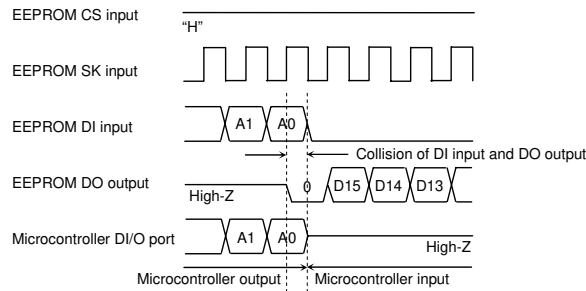 EEPROM CS input
“H”
EEPROM SK input
EEPROM DI input
A1 A0
Collision of DI input and DO output
EEPROM DO output
High-Z
0 D15 D14 D13
Microcontroller DI/O port
A1 A0
High-Z
Microcontroller output Microcontroller input